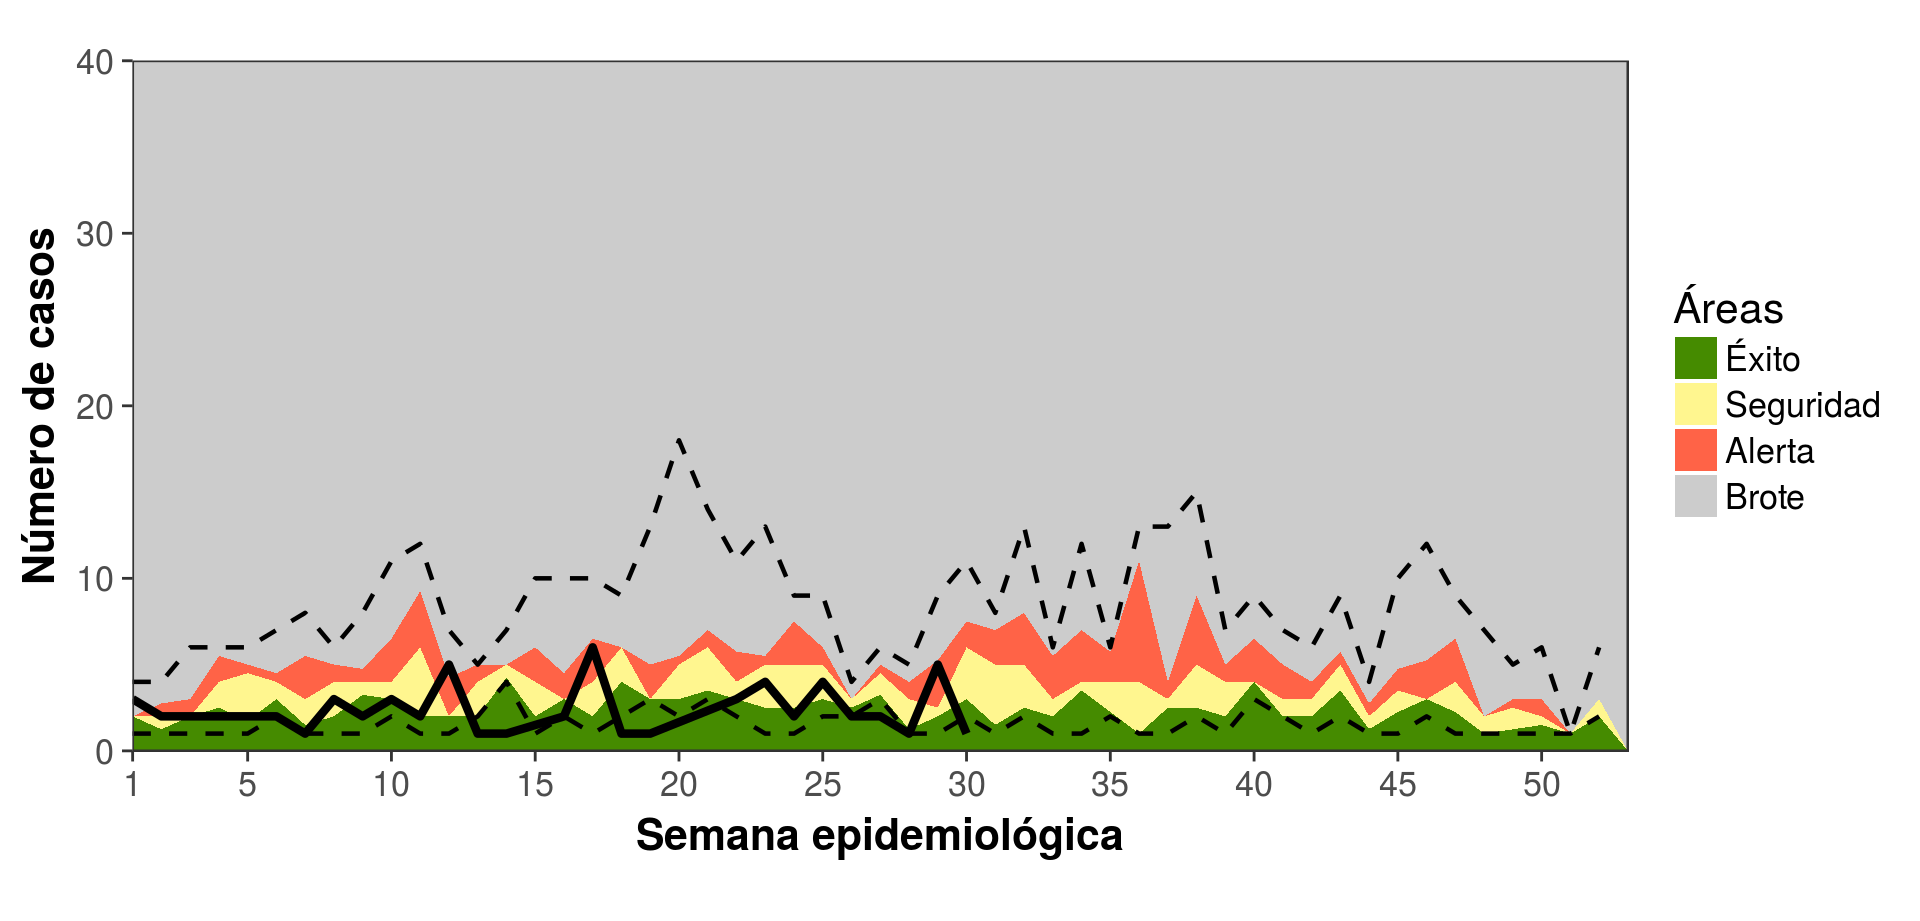 40
30
20
10
0
1 5 10 15 20 25 30 35 40 45 50
Número de casos
Semana epidemiológica
Áreas
Éxito
Seguridad
Alerta
Brote